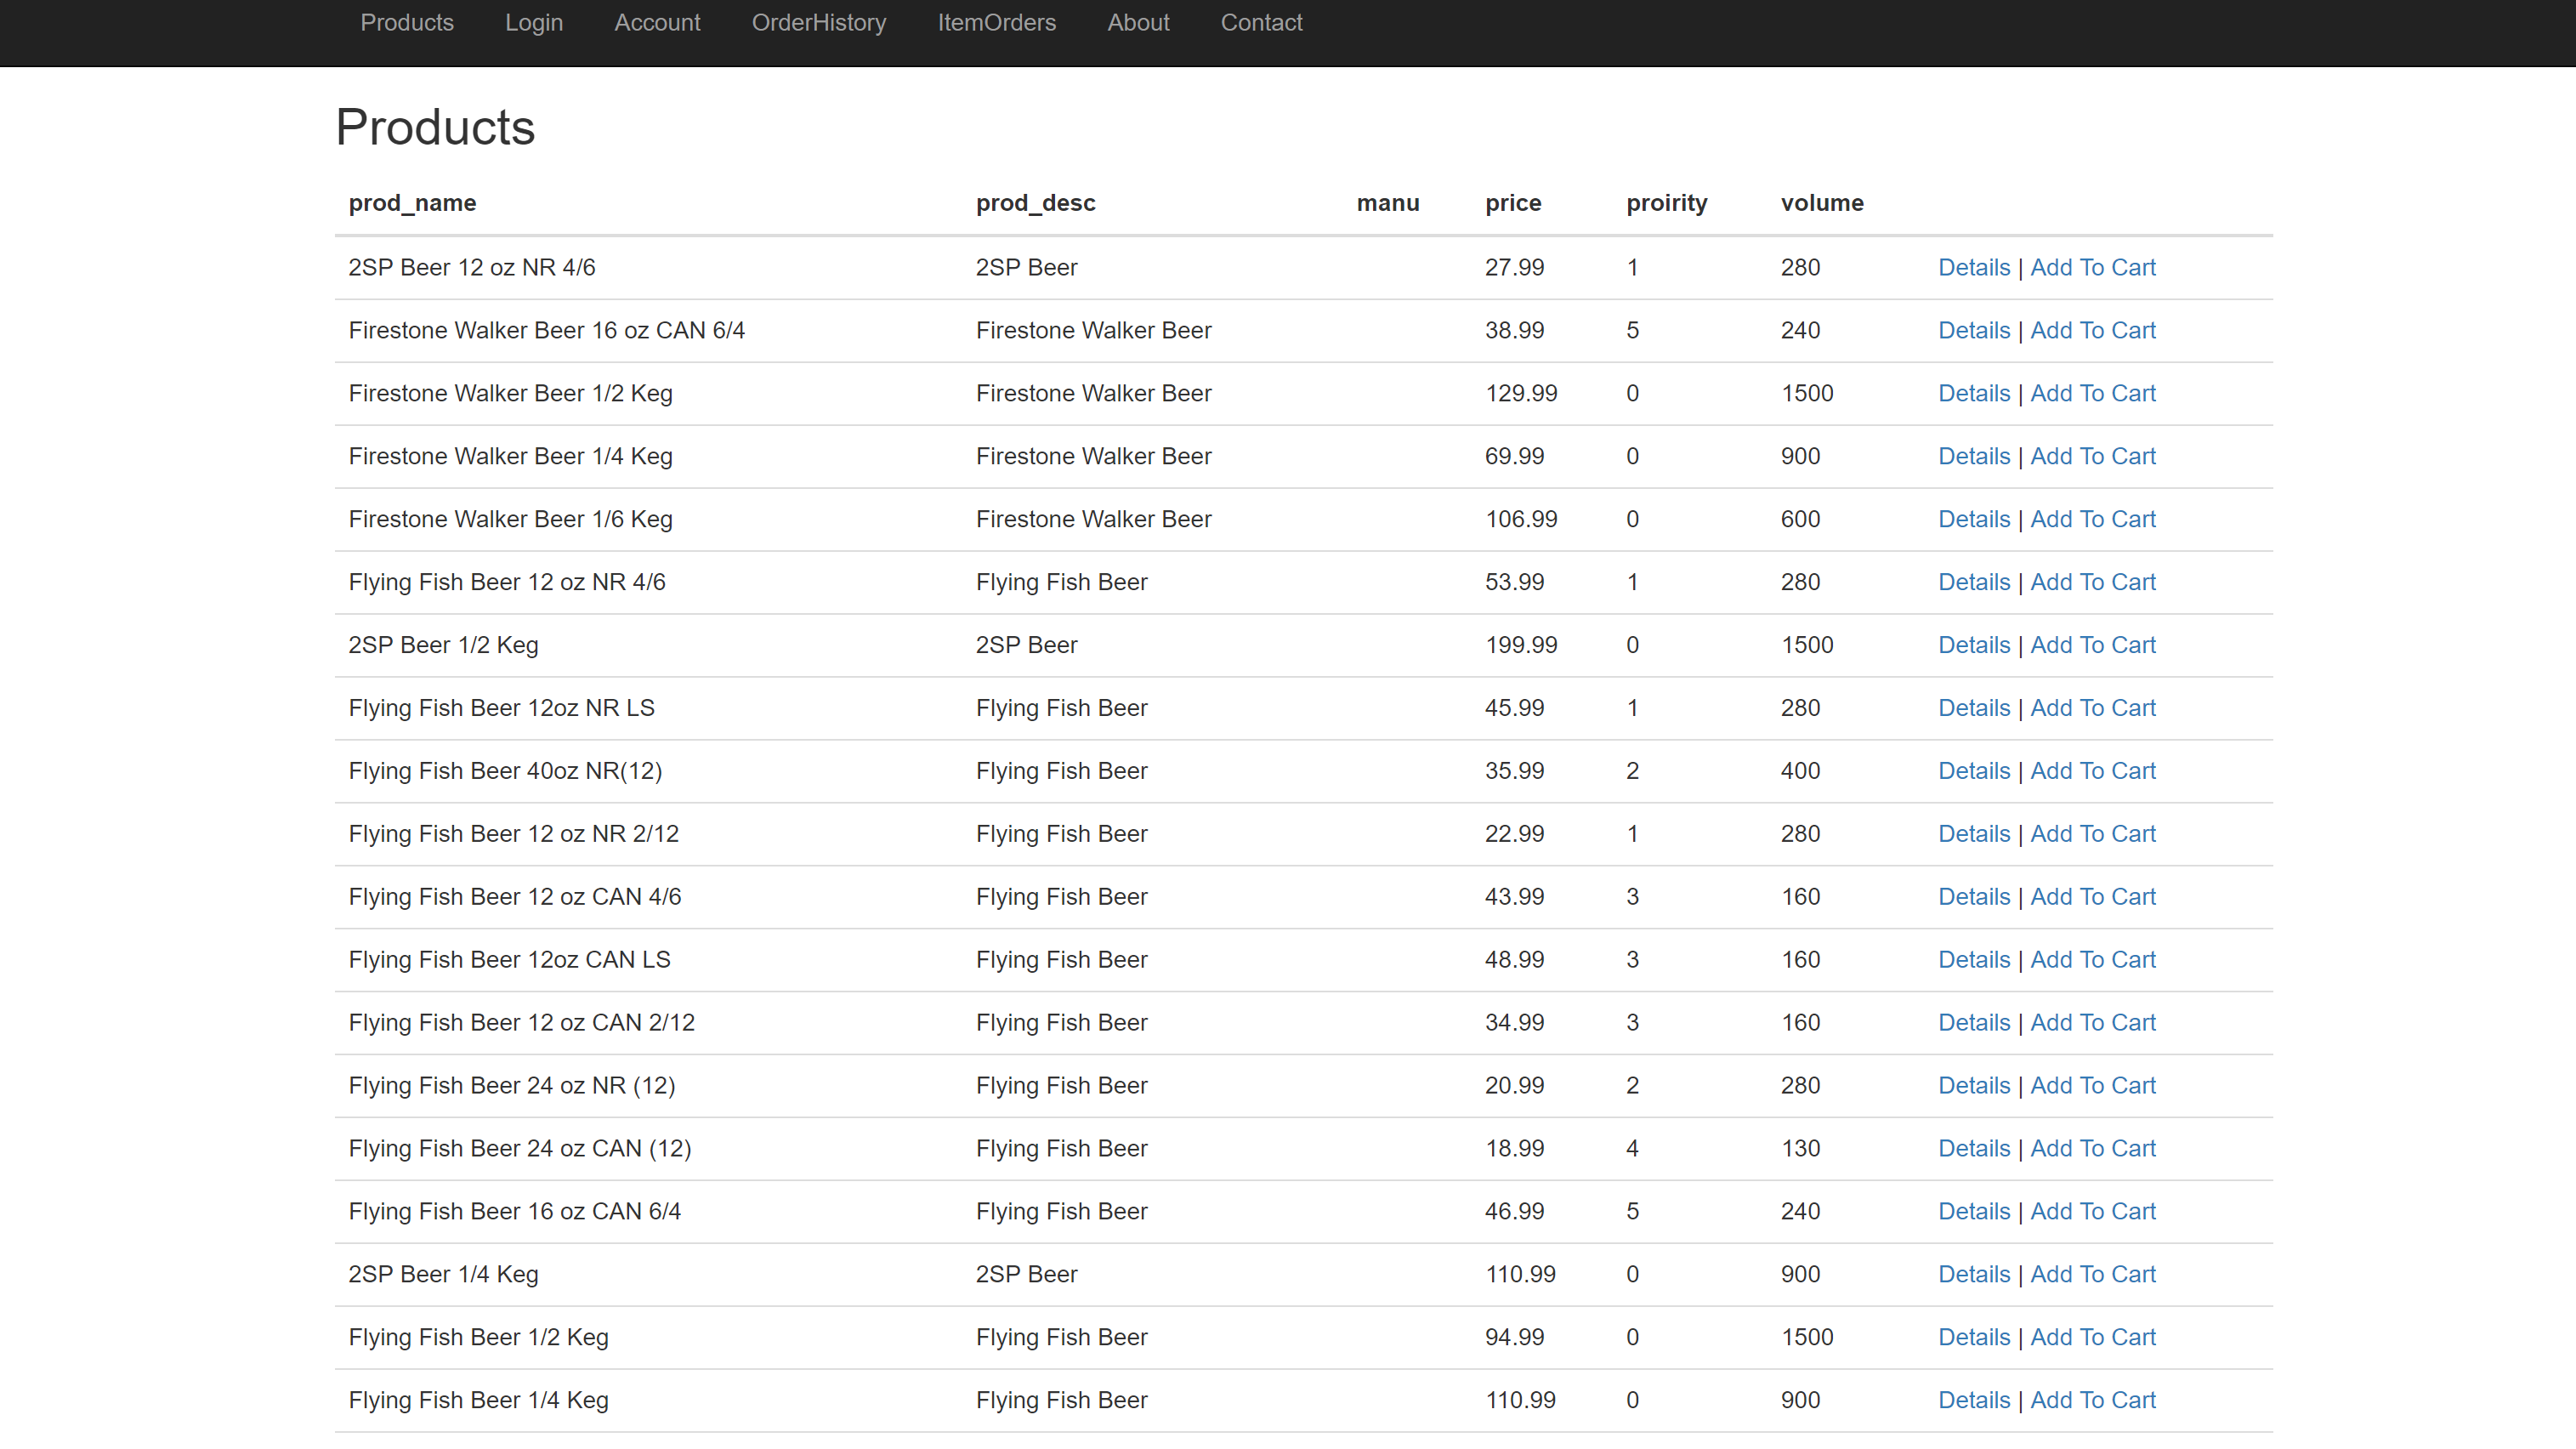 Products Login Account OrderHistory ItemOrders About Contact
Products
prod_name prod_desc manu price proirity volume
2SP Beer 12 oz NR 4/6 2SP Beer 27.99 1 280 Details | Add To Cart
Firestone Walker Beer 16 oz CAN 6/4 Firestone Walker Beer 38.99 5 240 Details | Add To Cart
Firestone Walker Beer 1/2 Keg Firestone Walker Beer 129.99 0 1500 Details | Add To Cart
Firestone Walker Beer 1/4 Keg Firestone Walker Beer 69.99 0 900 Details | Add To Cart
Firestone Walker Beer 1/6 Keg Firestone Walker Beer 106.99 0 600 Details | Add To Cart
Flying Fish Beer 12 oz NR 4/6 Flying Fish Beer 53.99 1 280 Details | Add To Cart
2SP Beer 1/2 Keg 2SP Beer 199.99 0 1500 Details | Add To Cart
Flying Fish Beer 12oz NR LS Flying Fish Beer 45.99 1 280 Details | Add To Cart
Flying Fish Beer 40oz NR(12) Flying Fish Beer 35.99 2 400 Details | Add To Cart
Flying Fish Beer 12 oz NR 2/12 Flying Fish Beer 22.99 1 280 Details | Add To Cart
Flying Fish Beer 12 oz CAN 4/6 Flying Fish Beer 43.99 3 160 Details | Add To Cart
Flying Fish Beer 12oz CAN LS Flying Fish Beer 48.99 3 160 Details | Add To Cart
Flying Fish Beer 12 oz CAN 2/12 Flying Fish Beer 34.99 3 160 Details | Add To Cart
Flying Fish Beer 24 oz NR (12) Flying Fish Beer 20.99 2 280 Details | Add To Cart
Flying Fish Beer 24 oz CAN (12) Flying Fish Beer 18.99 4 130 Details | Add To Cart
Flying Fish Beer 16 oz CAN 6/4 Flying Fish Beer 46.99 5 240 Details | Add To Cart
2SP Beer 1/4 Keg 2SP Beer 110.99 0 900 Details | Add To Cart
Flying Fish Beer 1/2 Keg Flying Fish Beer 94.99 0 1500 Details | Add To Cart
Flying Fish Beer 1/4 Keg Flying Fish Beer 110.99 0 900 Details | Add To Cart